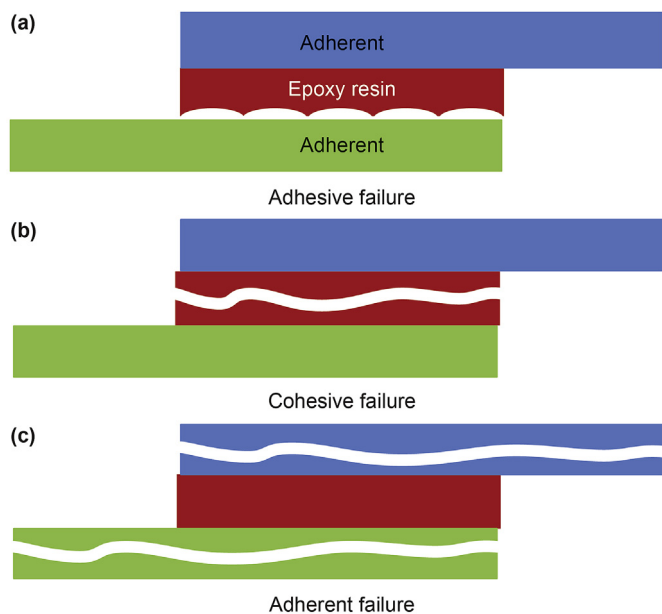 (a)
Adherent
Epoxy resin
Adherent
Adhesive failure
(b)
Cohesive failure
(c)
Adherent failure